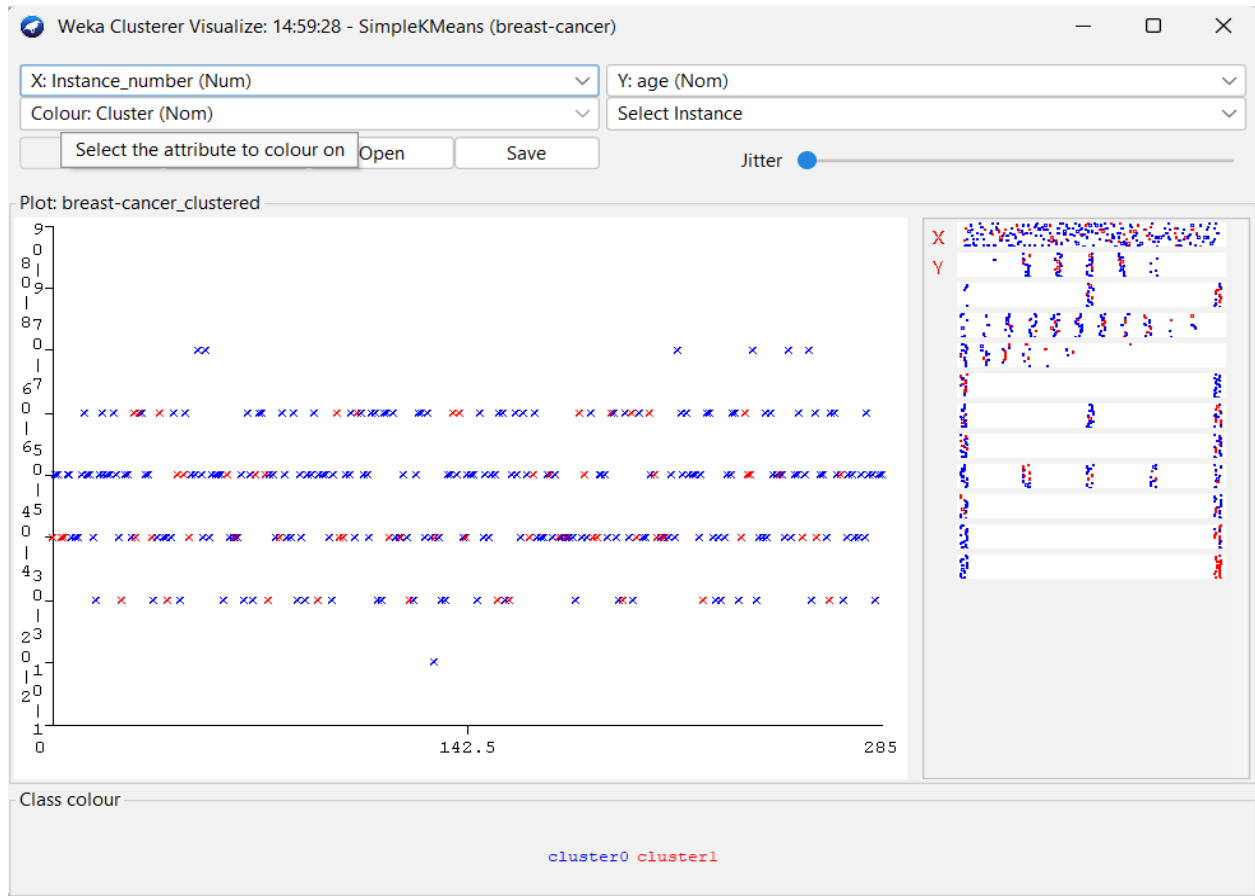 Weka Clusterer Visualize: 14:59:28 - SimpleKMeans (breast-cancer)
X: Instance_number (Num)
Y: age (Nom)
Colour: Cluster (Nom)
Select Instance
Select the attribute to colour on
Open
Save
Jitter
Plot: breast-cancer_clustered
X
Y
0
142.5
285
Class colour
cluster0 cluster1